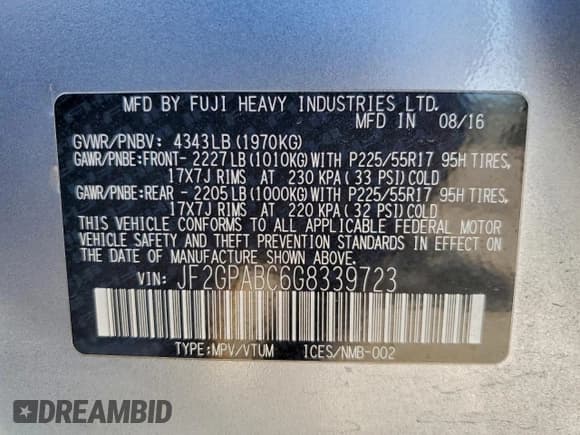 MFD BY FUJI HEAVY INDUSTRIES LTD.
MFD IN 08/16
GVWR/PNBV: 4343LB(1970KG)
GAWR/PNBE:FRONT- 2227LB(1010KG)WITH P225/55R17 95H TIRES,
17X7J RIMS AT 230 KPA(33 PSI)COLD
GAWR/PNBE:REAR - 2205LB(1000KG)WITH P225/55R17 95H TIRES,
17X7J RIMS AT 220 KPA(32 PSI)COLD
THIS VEHICLE CONFORMS TO ALL APPLICABLE FEDERAL MOTOR
VEHICLE SAFETY AND THEFT PREVENTION STANDARDS IN EFFECT ON
THE DATE OF MANUFACTURE SHOWN ABOVE.
VIN: JF2GPABC6G8339723
TYPE:MPV/VTUM 1CES/NMB-002
DREAMBID